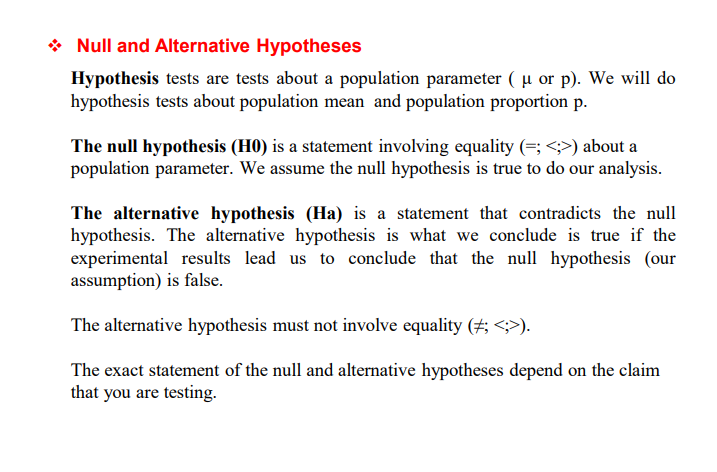 ❖ Null and Alternative Hypotheses
Hypothesis tests are tests about a population parameter ( μ or p). We will do
hypothesis tests about population mean and population proportion p.
The null hypothesis (H0) is a statement involving equality (=; <;>) about a
population parameter. We assume the null hypothesis is true to do our analysis.
The alternative hypothesis (Ha) is a statement that contradicts the null
hypothesis. The alternative hypothesis is what we conclude is true if the
experimental results lead us to conclude that the null hypothesis (our
assumption) is false.
The alternative hypothesis must not involve equality (≠; <;>).
The exact statement of the null and alternative hypotheses depend on the claim
that you are testing.